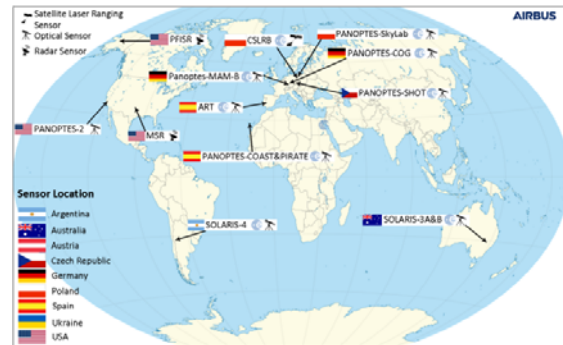 Satellite Laser Ranging
Sensor
Optical Sensor
Radar Sensor
AIRBUS
PFISR
CSLRB
PANOPTES-SkyLab
PANOPTES-COG
Panoptes-MAM-B
PANOPTES-SHOT
ART
PANOPTES-2
MSR
PANOPTES-COAST&PIRATE
SOLARIS-4
SOLARIS-3A&B
Sensor Location
Argentina
Australia
Austria
Czech Republic
Germany
Poland
Spain
Ukraine
USA